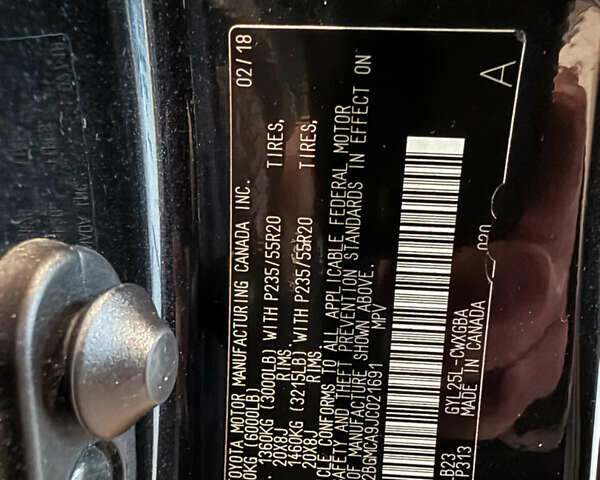 TOYOTA MOTOR MANUFACTURING CANADA INC. 02/18
0KG (6000LB)
1360KG (3000LB) WITH P235/55R20 TIRES,
20X8J RIMS
1460KG (3215LB) WITH P235/55R20 TIRES,
20X8J RIMS
CLE CONFORMS TO ALL APPLICABLE FEDERAL MOTOR
AFETY AND THEFT PREVENTION STANDARDS IN EFFECT ON
OF MANUFACTURE SHOWN ABOVE.
2BGMCA9JC021691 MPV
A
B23 GYL25L-CWXGBA
P313 MADE IN CANADA